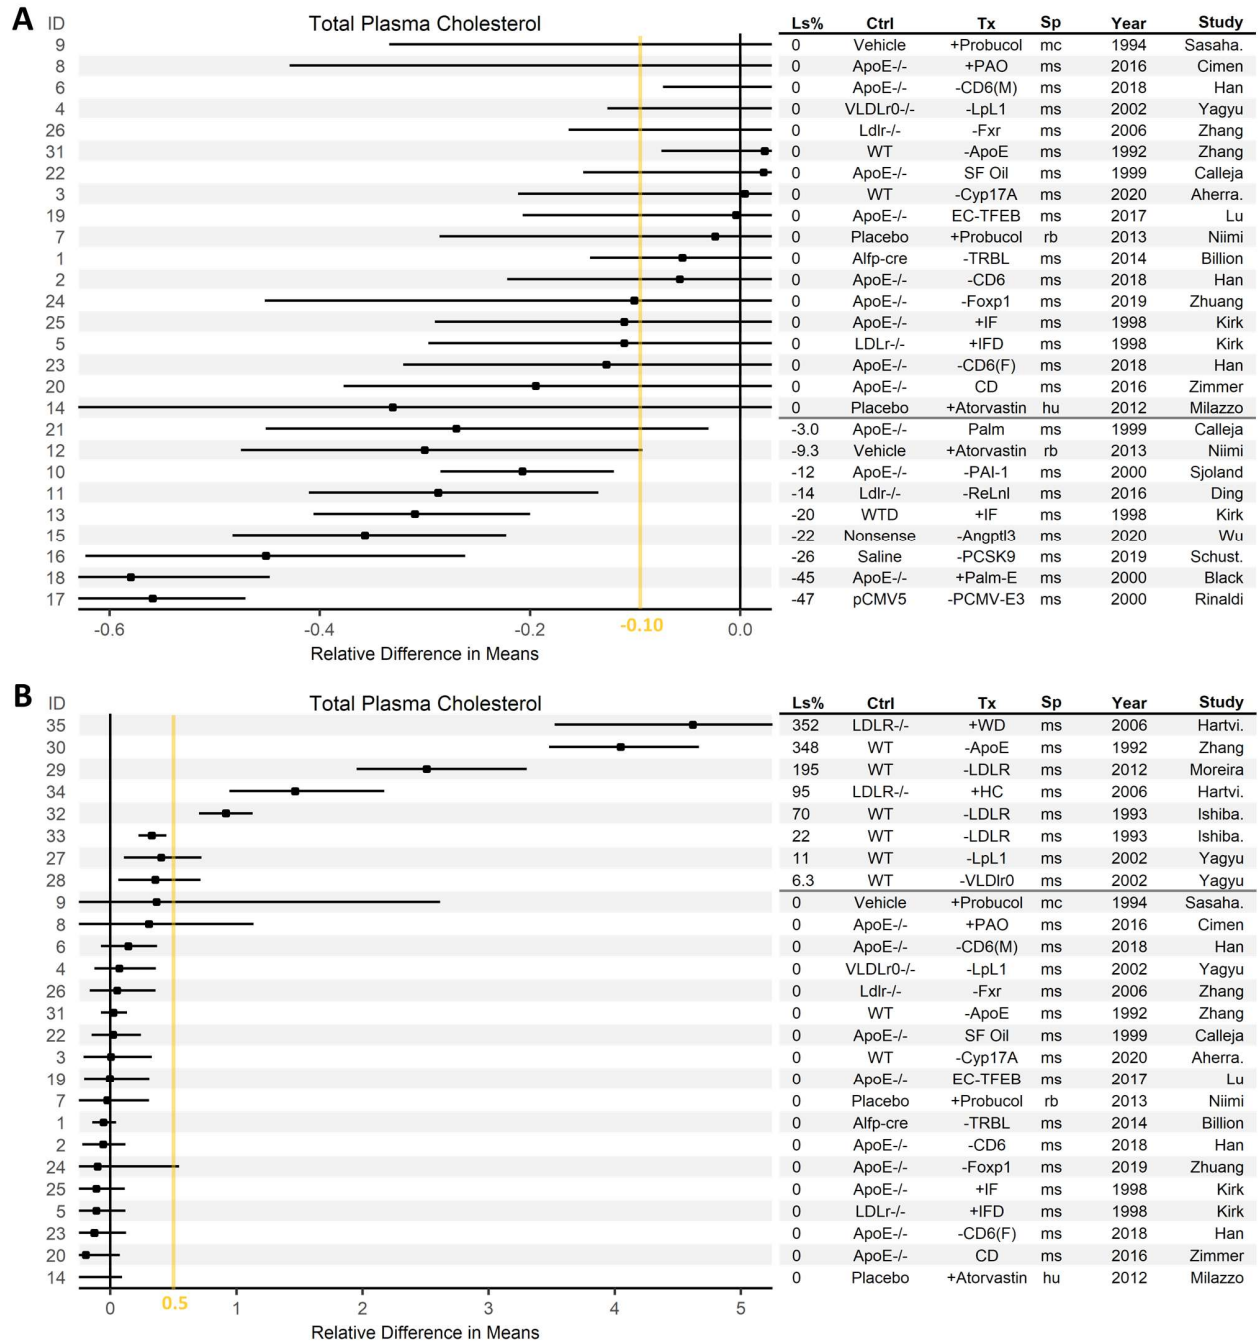 A
ID Total Plasma Cholesterol Ls% Ctrl Tx Sp Year Study
9 0 Vehicle +Probucol mc 1994 Sasaha.
8 0 ApoE-/- +PAO ms 2016 Cimen
6 0 ApoE-/- -CD6(M) ms 2018 Han
4 0 VLDLr0-/- -LpL1 ms 2002 Yagyu
26 0 Ldlr-/- -Fxr ms 2006 Zhang
31 0 WT -ApoE ms 1992 Zhang
22 0 ApoE-/- SF Oil ms 1999 Calleja
3 0 WT -Cyp17A ms 2020 Aherra.
19 0 ApoE-/- EC-TFEB ms 2017 Lu
7 0 Placebo +Probucol rb 2013 Niimi
1 0 Alfp-cre -TRBL ms 2014 Billion
2 0 ApoE-/- -CD6 ms 2018 Han
24 0 ApoE-/- -Foxp1 ms 2019 Zhuang
25 0 ApoE-/- +IF ms 1998 Kirk
5 0 LDLr-/- +IFD ms 1998 Kirk
23 0 ApoE-/- -CD6(F) ms 2018 Han
20 0 ApoE-/- CD ms 2016 Zimmer
14 0 Placebo +Atorvastin hu 2012 Milazzo
21 -3.0 ApoE-/- Palm ms 1999 Calleja
12 -9.3 Vehicle +Atorvastin rb 2013 Niimi
10 -12 ApoE-/- -PAI-1 ms 2000 Sjoland
11 -14 Ldlr-/- -ReLnl ms 2016 Ding
13 -20 WTD +IF ms 1998 Kirk
15 -22 Nonsense -Angptl3 ms 2020 Wu
16 -26 Saline -PCSK9 ms 2019 Schust.
18 -45 ApoE-/- +Palm-E ms 2000 Black
17 -47 pCMV5 -PCMV-E3 ms 2000 Rinaldi
-0.6 -0.4 -0.2 -0.10 0.0
Relative Difference in Means
B
ID Total Plasma Cholesterol Ls% Ctrl Tx Sp Year Study
35 352 LDLR-/- +WD ms 2006 Hartvi.
30 348 WT -ApoE ms 1992 Zhang
29 195 WT -LDLR ms 2012 Moreira
34 95 LDLR-/- +HC ms 2006 Hartvi.
32 70 WT -LDLR ms 1993 Ishiba.
33 22 WT -LDLR ms 1993 Ishiba.
27 11 WT -LpL1 ms 2002 Yagyu
28 6.3 WT -VLDlr0 ms 2002 Yagyu
9 0 Vehicle +Probucol mc 1994 Sasaha.
8 0 ApoE-/- +PAO ms 2016 Cimen
6 0 ApoE-/- -CD6(M) ms 2018 Han
4 0 VLDLr0-/- -LpL1 ms 2002 Yagyu
26 0 Ldlr-/- -Fxr ms 2006 Zhang
31 0 WT -ApoE ms 1992 Zhang
22 0 ApoE-/- SF Oil ms 1999 Calleja
3 0 WT -Cyp17A ms 2020 Aherra.
19 0 ApoE-/- EC-TFEB ms 2017 Lu
7 0 Placebo +Probucol rb 2013 Niimi
1 0 Alfp-cre -TRBL ms 2014 Billion
2 0 ApoE-/- -CD6 ms 2018 Han
24 0 ApoE-/- -Foxp1 ms 2019 Zhuang
25 0 ApoE-/- +IF ms 1998 Kirk
5 0 LDLr-/- +IFD ms 1998 Kirk
23 0 ApoE-/- -CD6(F) ms 2018 Han
20 0 ApoE-/- CD ms 2016 Zimmer
14 0 Placebo +Atorvastin hu 2012 Milazzo
0 0.5 1 2 3 4 5
Relative Difference in Means